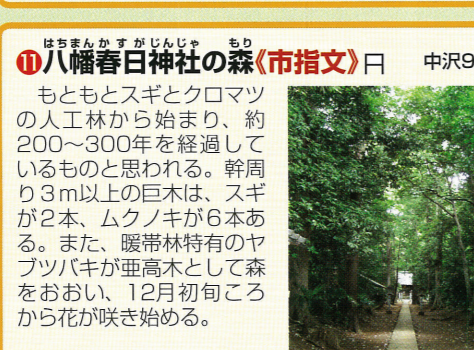 はちまんかすがじんじゃ もり
⑪八幡春日神社の森《市指文》円 中沢9
もともとスギとクロマツ
の人工林から始まり、約
200〜300年を経過して
いるものと思われる。幹周
り3m以上の巨木は、スギ
が2本、ムクノキが6本あ
る。また、暖帯林特有のヤ
ブツバキが亜高木として森
をおおい、12月初旬ころ
から花が咲き始める。